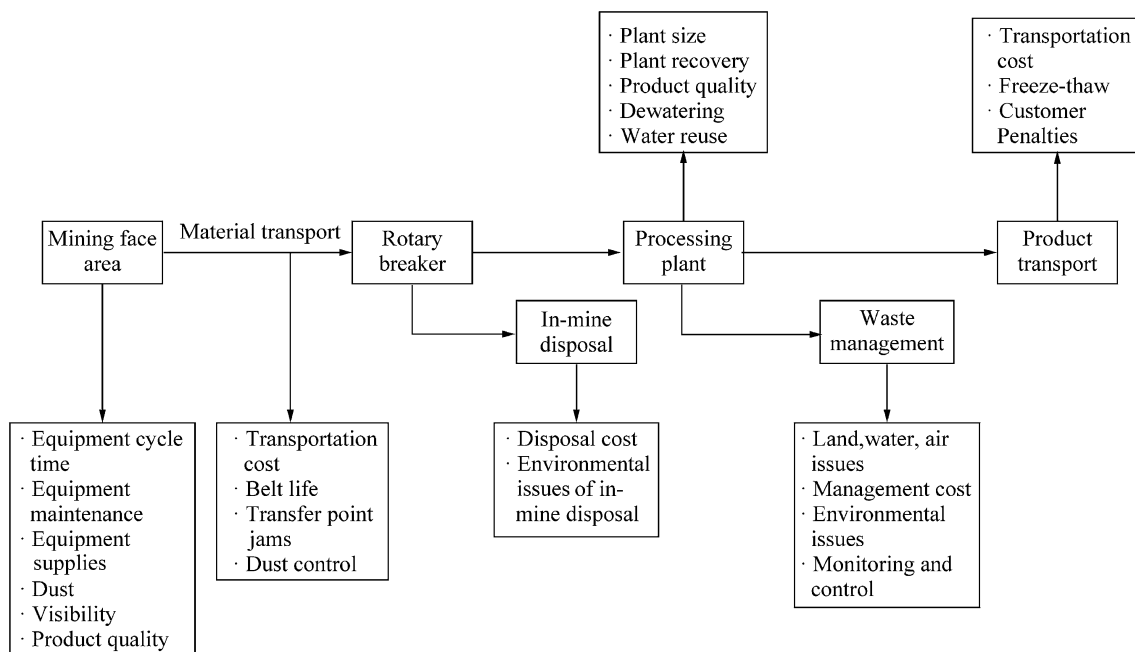 · Plant size
· Plant recovery
· Product quality
· Dewatering
· Water reuse
· Transportation
cost
· Freeze-thaw
· Customer
Penalties
Mining face
area
Material transport
Rotary
breaker
Processing
plant
Product
transport
In-mine
disposal
Waste
management
· Equipment cycle
time
· Equipment
maintenance
· Equipment
supplies
· Dust
· Visibility
· Product quality
· Transportation
cost
· Belt life
· Transfer point
jams
· Dust control
· Disposal cost
· Environmental
issues of in-
mine disposal
· Land,water, air
issues
· Management cost
· Environmental
issues
· Monitoring and
control